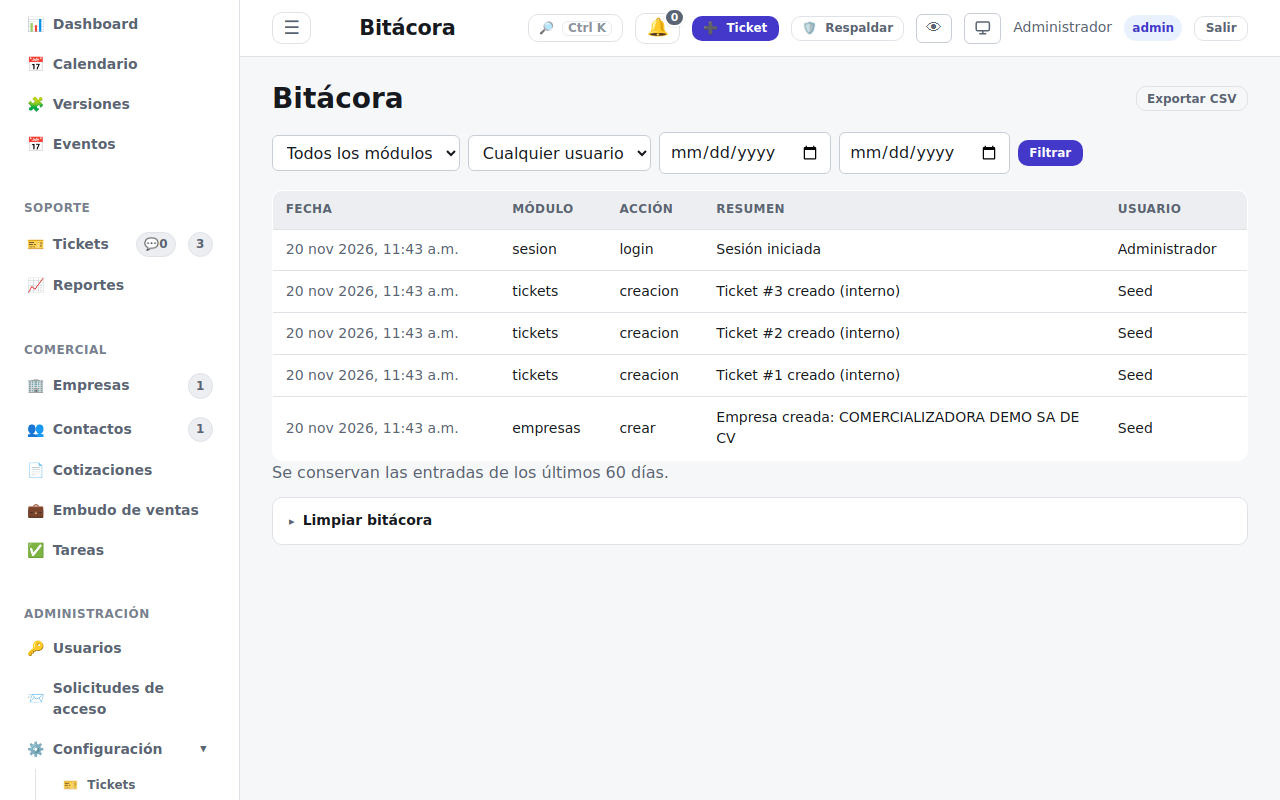 Dashboard
Calendario
Versiones
Eventos
SOPORTE
Tickets 💬0 3
Reportes
COMERCIAL
Empresas 1
Contactos 1
Cotizaciones
Embudo de ventas
Tareas
ADMINISTRACIÓN
Usuarios
Solicitudes de
acceso
Configuración ▾
Tickets
☰ Bitácora 🔎 Ctrl K 🔔 0 ➕ Ticket 🛡️ Respaldar Administrador admin Salir
Bitácora Exportar CSV
Todos los módulos Cualquier usuario mm/dd/yyyy mm/dd/yyyy Filtrar
FECHA MÓDULO ACCIÓN RESUMEN USUARIO
20 nov 2026, 11:43 a.m. sesion login Sesión iniciada Administrador
20 nov 2026, 11:43 a.m. tickets creacion Ticket #3 creado (interno) Seed
20 nov 2026, 11:43 a.m. tickets creacion Ticket #2 creado (interno) Seed
20 nov 2026, 11:43 a.m. tickets creacion Ticket #1 creado (interno) Seed
20 nov 2026, 11:43 a.m. empresas crear Empresa creada: COMERCIALIZADORA DEMO SA DE
CV Seed
Se conservan las entradas de los últimos 60 días.
▸ Limpiar bitácora